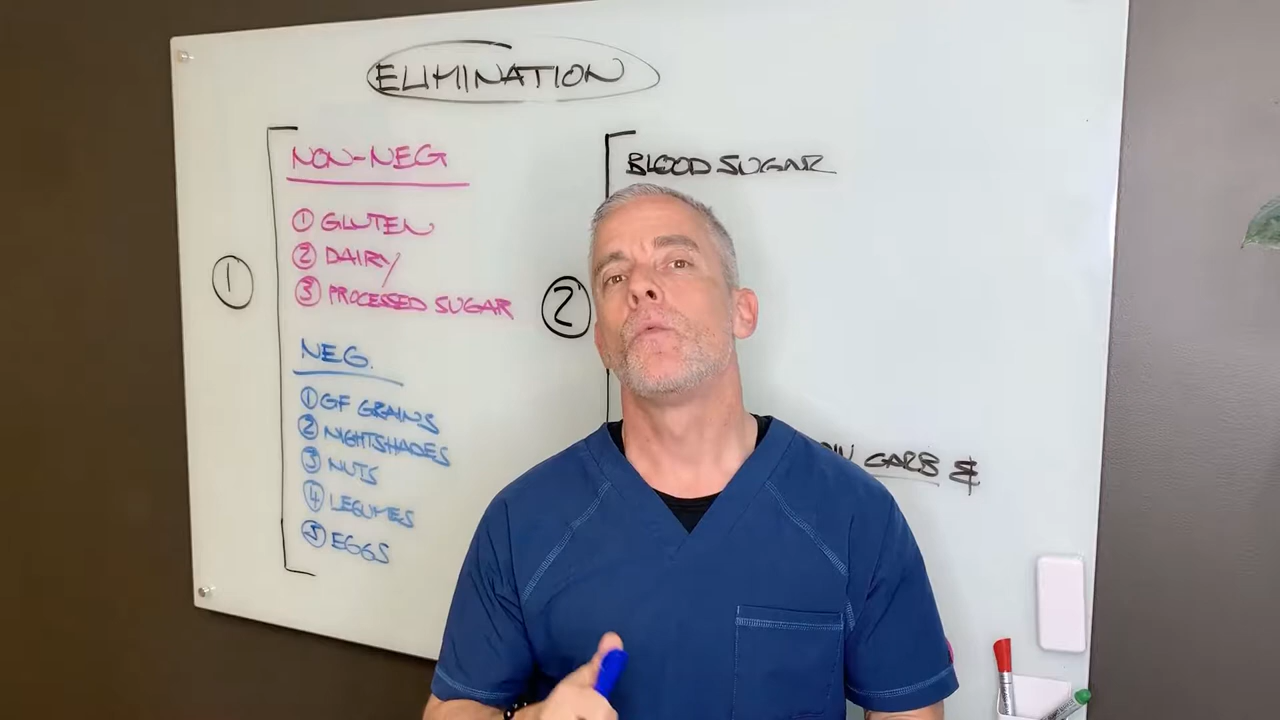 ELIMINATION
① NON-NEG
① GLUTEN
② DAIRY
③ PROCESSED SUGAR
NEG.
① GF GRAINS
② NIGHTSHADES
③ NUTS
④ LEGUMES
⑤ EGGS
② BLOOD SUGAR
CARB &